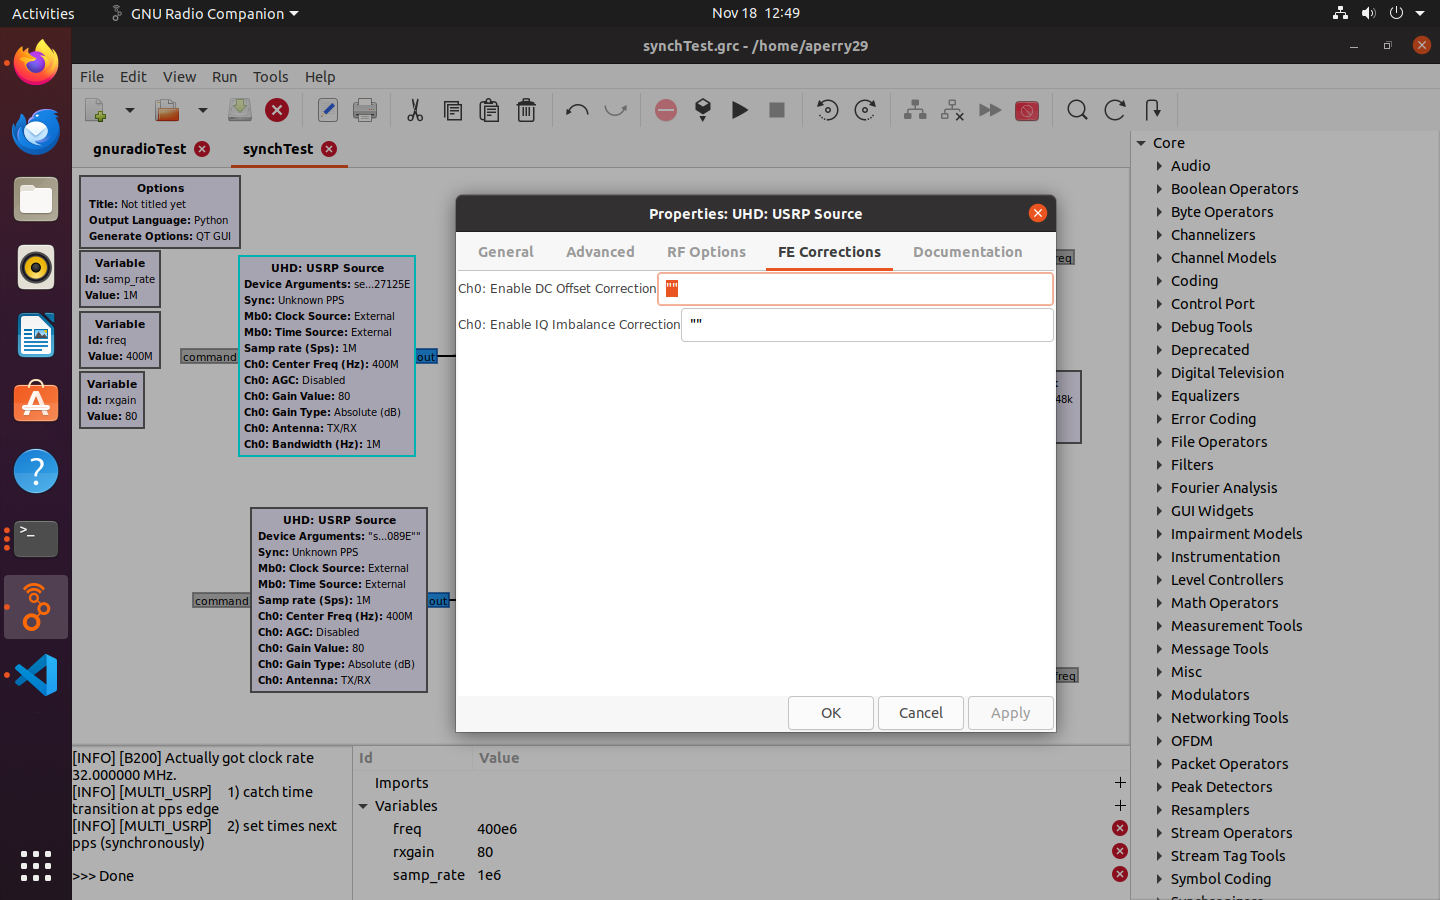 Activities
GNU Radio Companion
Nov 18 12:49
synchTest.grc - /home/aperry29
File Edit View Run Tools Help
gnuradioTest
synchTest
Options
Title: Not titled yet
Output Language: Python
Generate Options: QT GUI
Variable
Id: samp_rate
Value: 1M
Variable
Id: freq
Value: 400M
Variable
Id: rxgain
Value: 80
command
UHD: USRP Source
Device Arguments: se...27125E
Sync: Unknown PPS
Mb0: Clock Source: External
Mb0: Time Source: External
Samp rate (Sps): 1M
Ch0: Center Freq (Hz): 400M
Ch0: AGC: Disabled
Ch0: Gain Value: 80
Ch0: Gain Type: Absolute (dB)
Ch0: Antenna: TX/RX
Ch0: Bandwidth (Hz): 1M
out
command
UHD: USRP Source
Device Arguments: "s...089E""
Sync: Unknown PPS
Mb0: Clock Source: External
Mb0: Time Source: External
Samp rate (Sps): 1M
Ch0: Center Freq (Hz): 400M
Ch0: AGC: Disabled
Ch0: Gain Value: 80
Ch0: Gain Type: Absolute (dB)
Ch0: Antenna: TX/RX
out
Properties: UHD: USRP Source
General
Advanced
RF Options
FE Corrections
Documentation
Ch0: Enable DC Offset Correction ""
Ch0: Enable IQ Imbalance Correction ""
OK
Cancel
Apply
48k
freq
[INFO] [B200] Actually got clock rate
32.000000 MHz.
[INFO] [MULTI_USRP] 1) catch time
transition at pps edge
[INFO] [MULTI_USRP] 2) set times next
pps (synchronously)
>>> Done
Id Value
Imports
Variables
freq 400e6
rxgain 80
samp_rate 1e6
Core
Audio
Boolean Operators
Byte Operators
Channelizers
Channel Models
Coding
Control Port
Debug Tools
Deprecated
Digital Television
Equalizers
Error Coding
File Operators
Filters
Fourier Analysis
GUI Widgets
Impairment Models
Instrumentation
Level Controllers
Math Operators
Measurement Tools
Message Tools
Misc
Modulators
Networking Tools
OFDM
Packet Operators
Peak Detectors
Resamplers
Stream Operators
Stream Tag Tools
Symbol Coding